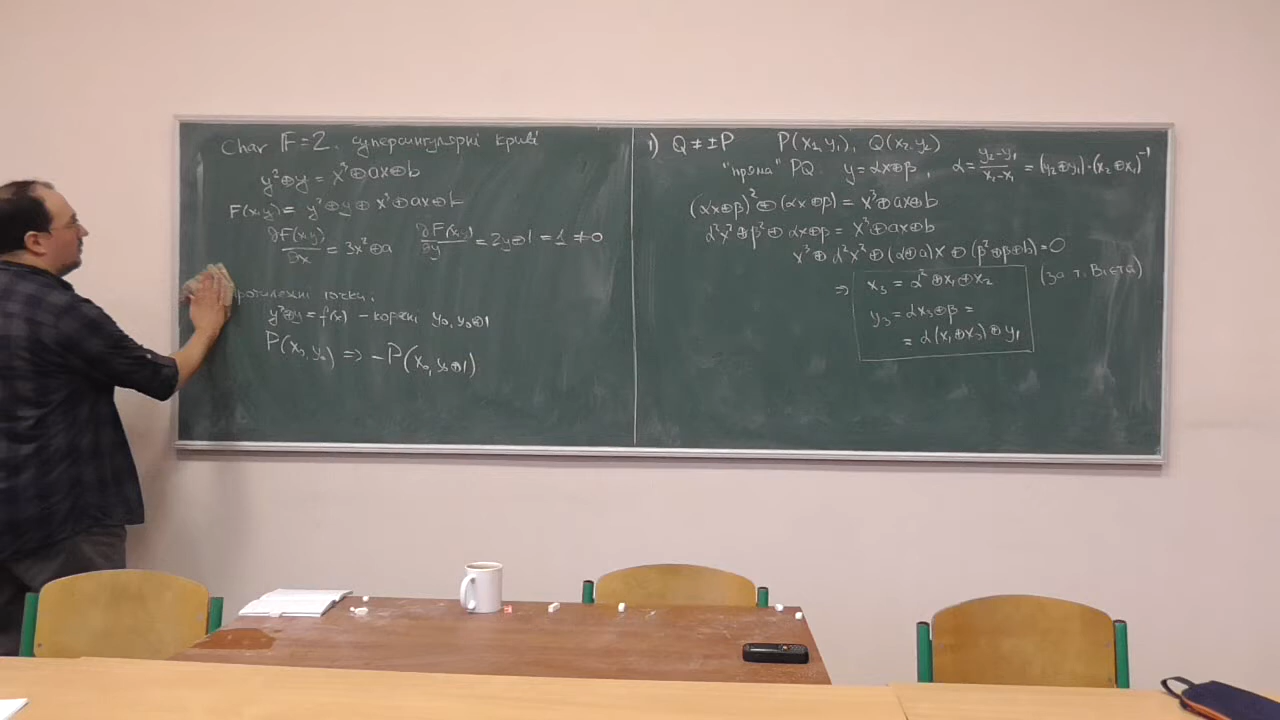 Char F = 2. суперсингулярні криві
y² ⊕ y = x³ ⊕ ax ⊕ b
F(x,y) = y² ⊕ y ⊕ x³ ⊕ ax ⊕ b
∂F(x,y)/∂x = 3x² ⊕ a ∂F(x,y)/∂y = 2y ⊕ 1 = 1 ≠ 0
протилежні точки.
y² ⊕ y = f(x) – корені y₀, y₀ ⊕ 1
P(x₀, y₀) ⇒ –P(x₀, y₀ ⊕ 1)
1) Q ≠ ± P P(x₁, y₁), Q(x₂, y₂)
"пряма" PQ y = αx ⊕ β, α = (y₂ – y₁)/(x₂ – x₁) = (y₂ ⊕ y₁)·(x₂ ⊕ x₁)⁻¹
(αx ⊕ β)² ⊕ (αx ⊕ β) = x³ ⊕ ax ⊕ b
α²x² ⊕ β² ⊕ αx ⊕ β = x³ ⊕ ax ⊕ b
x³ ⊕ α²x² ⊕ (α ⊕ a)x ⊕ (β² ⊕ β ⊕ b) = 0
⇒ x₃ = α² ⊕ x₁ ⊕ x₂ (за т. Вієта)
y₃ = αx₃ ⊕ β =
= α(x₁ ⊕ x₃) ⊕ y₁